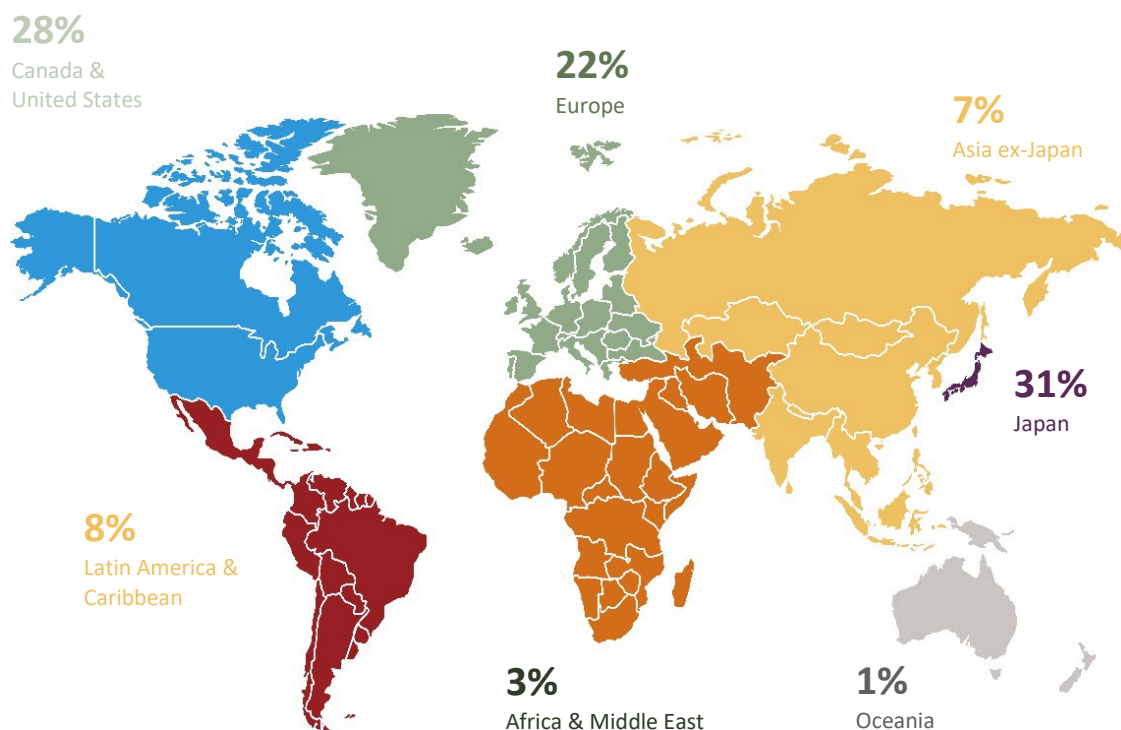 28%
Canada &
United States
22%
Europe
7%
Asia ex-Japan
31%
Japan
8%
Latin America &
Caribbean
3%
Africa & Middle East
1%
Oceania